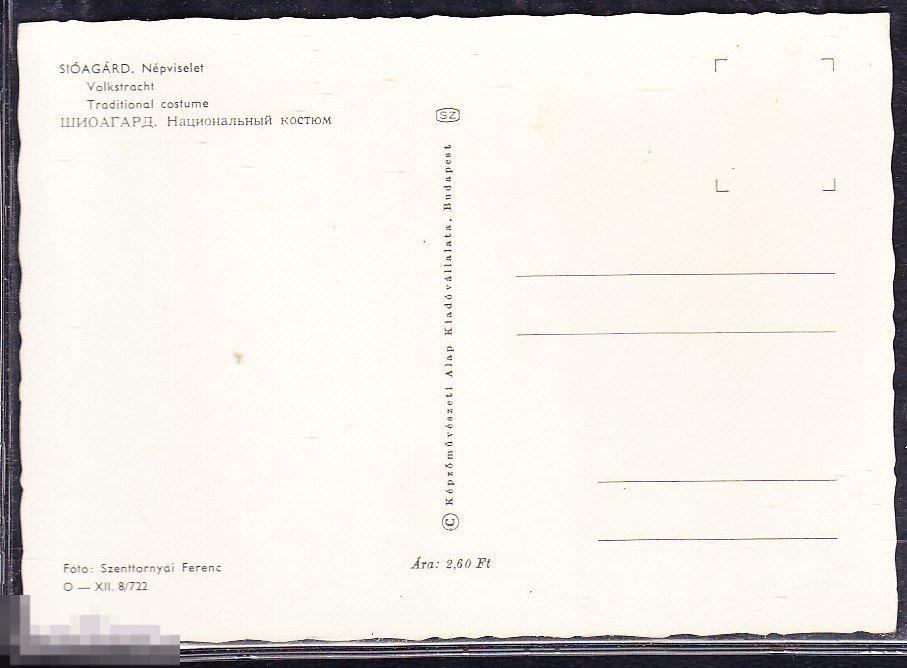 SIÓAGÁRD. Népviselet
Volkstracht
Traditional costume
ШИОАГАРД. Национальный костюм
SZ
© Képzőművészeti Alap Kiadóvállalata, Budapest
Foto: Szenttornyai Ferenc
O — XII. 8/722
Ára: 2,60 Ft